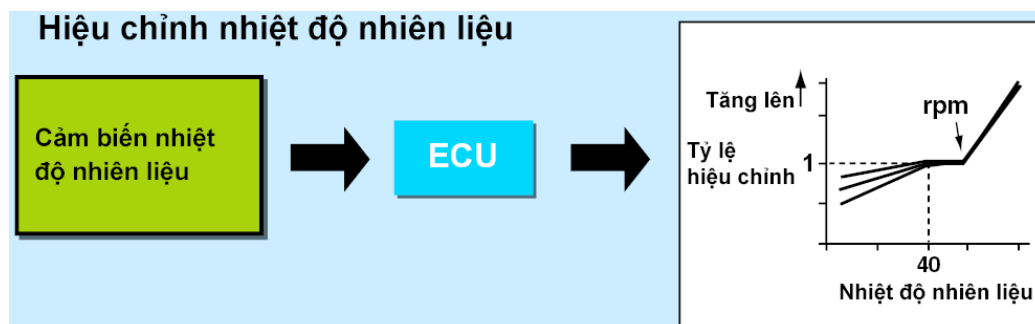 Hiệu chỉnh nhiệt độ nhiên liệu
Cảm biến nhiệt
độ nhiên liệu
ECU
Tăng lên
rpm
Tỷ lệ
hiệu chỉnh
1
40
Nhiệt độ nhiên liệu